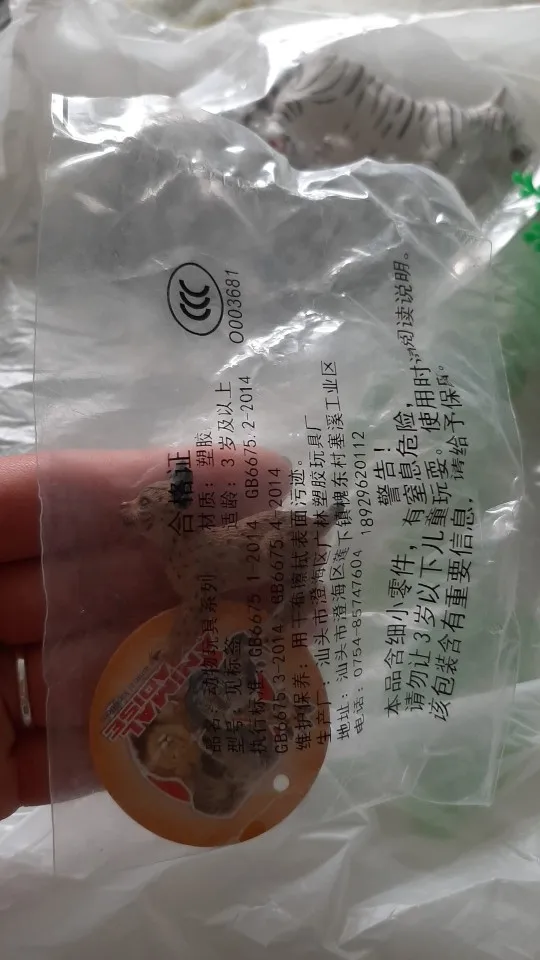 CCC
O003681
合格证
品名：动物玩具系列 材质：塑胶
型号：见标签 适龄：3岁及以上
执行标准：GB6675.1-2014 GB6675.2-2014
GB6675.3-2014 GB6675.4-2014
维护保养：用干布擦拭表面污迹。
生产厂：汕头市澄海区广林塑胶玩具厂
地址：汕头市澄海区莲下镇槐东村塞溪工业区
电话：0754-85747604 18929620112
警告！
本品含细小零件，有窒息危险，
请勿让3岁以下儿童玩耍。使用时请阅读说明。
该包装含有重要信息，请给予保留。
ANIMAL